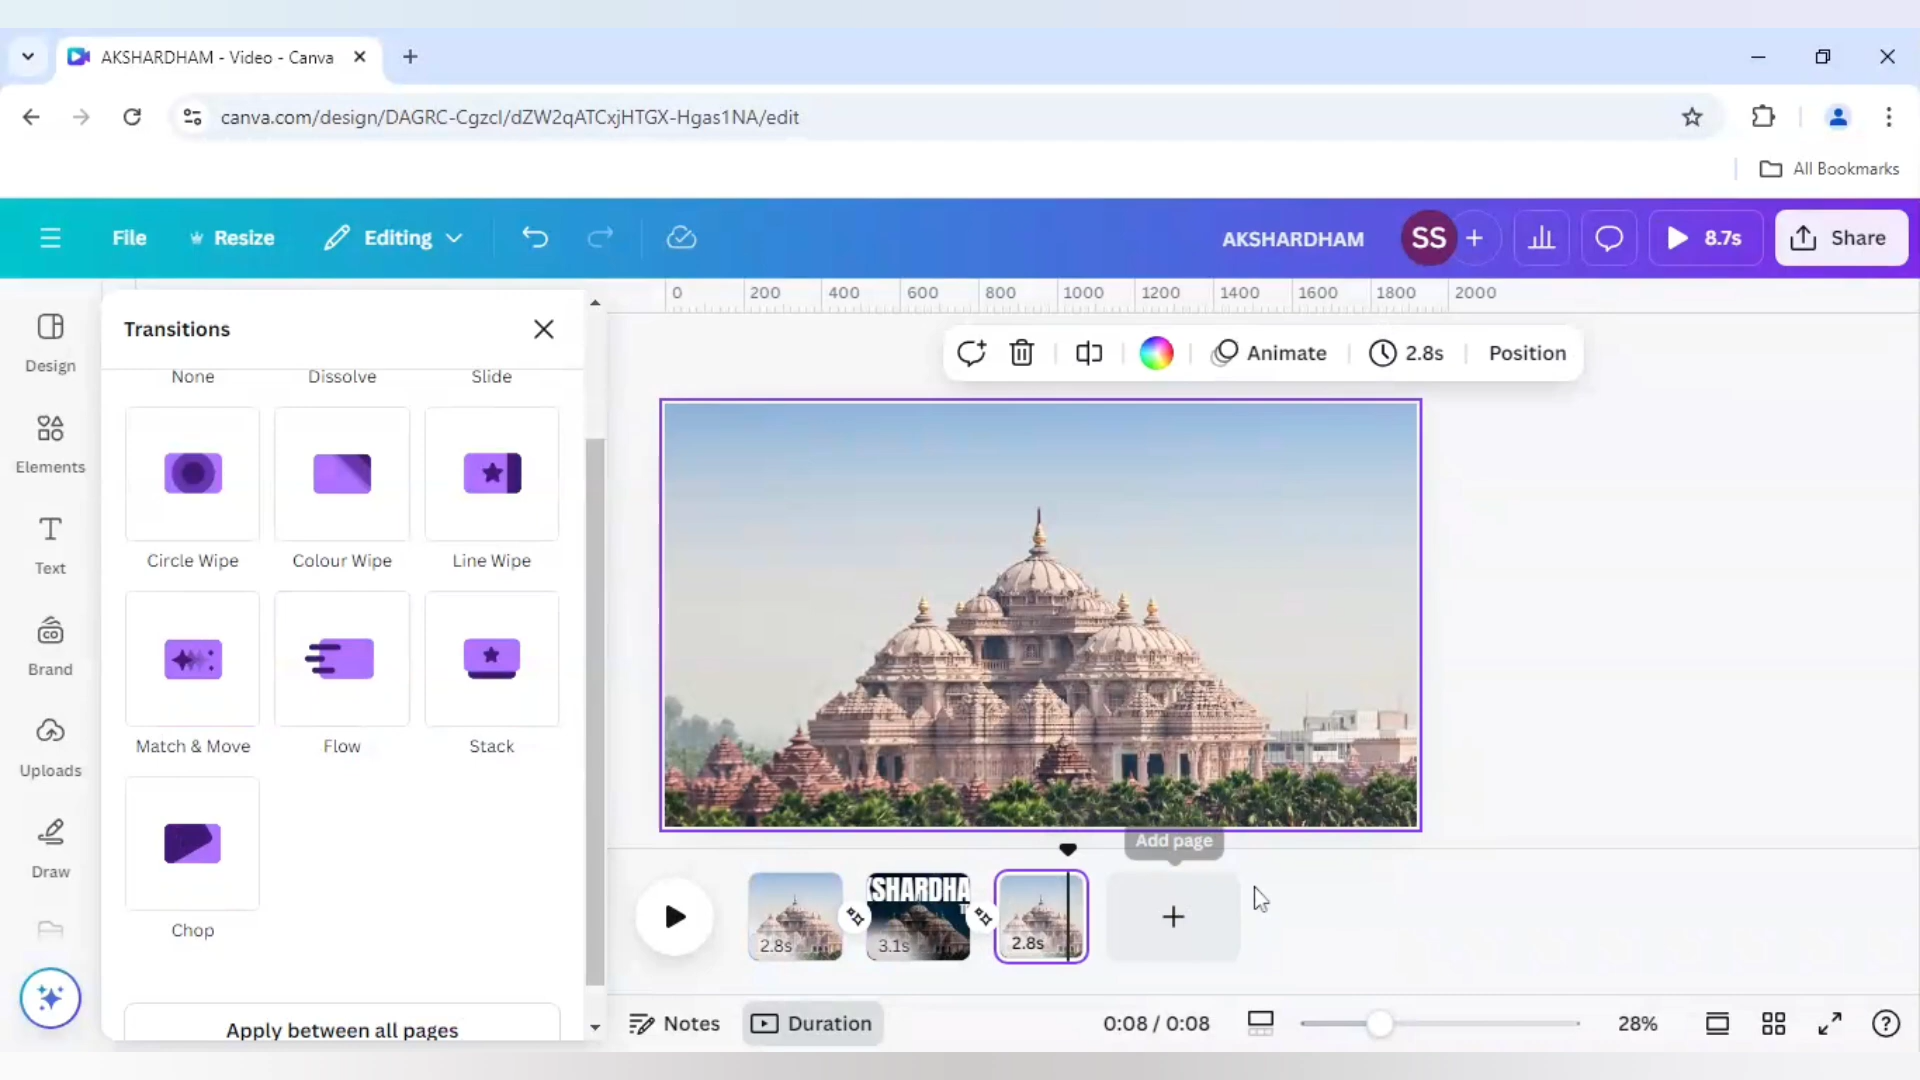 AKSHARDHAM - Video - Canva
canva.com/design/DAGRC-Cgzcl/dZW2qATCxjHTGX-Hgas1NA/edit
All Bookmarks
File
Resize
Editing
AKSHARDHAM
SS
8.7s
Share
0 200 400 600 800 1000 1200 1400 1600 1800 2000
Design
Elements
Text
Brand
Uploads
Draw
Transitions
None Dissolve Slide
Circle Wipe Colour Wipe Line Wipe
Match & Move Flow Stack
Chop
Apply between all pages
Animate 2.8s Position
Add page
2.8s
KSHARDHA
3.1s
2.8s
Notes Duration 0:08 / 0:08 28%